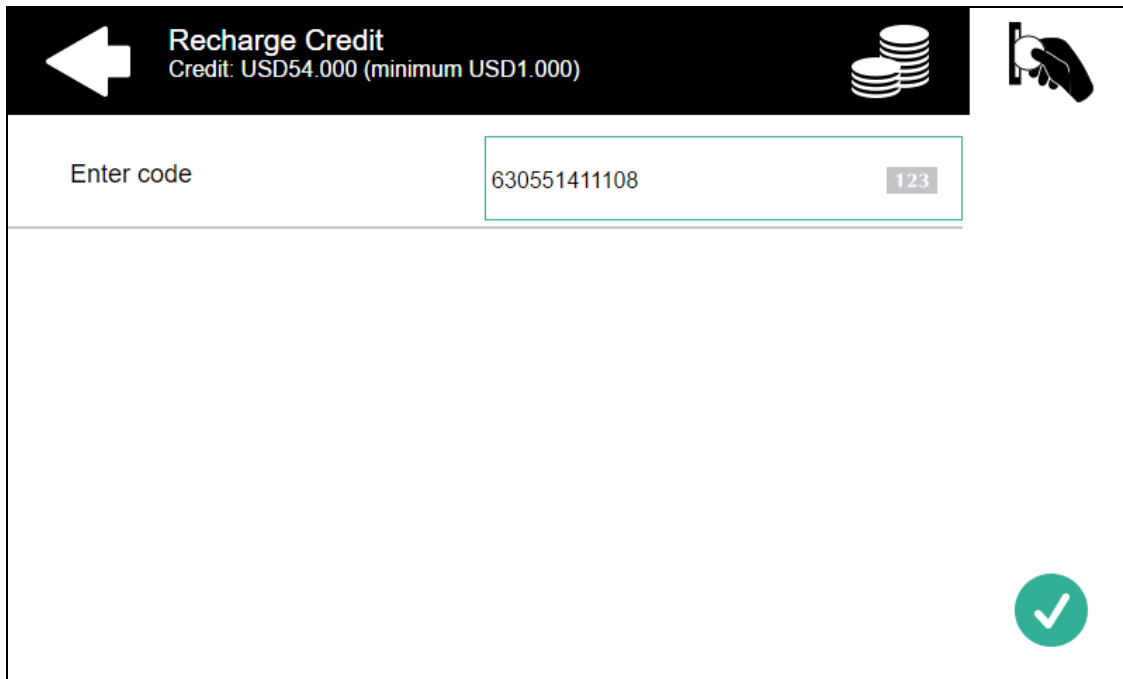 Recharge Credit
Credit: USD54.000 (minimum USD1.000)
Enter code
630551411108
123